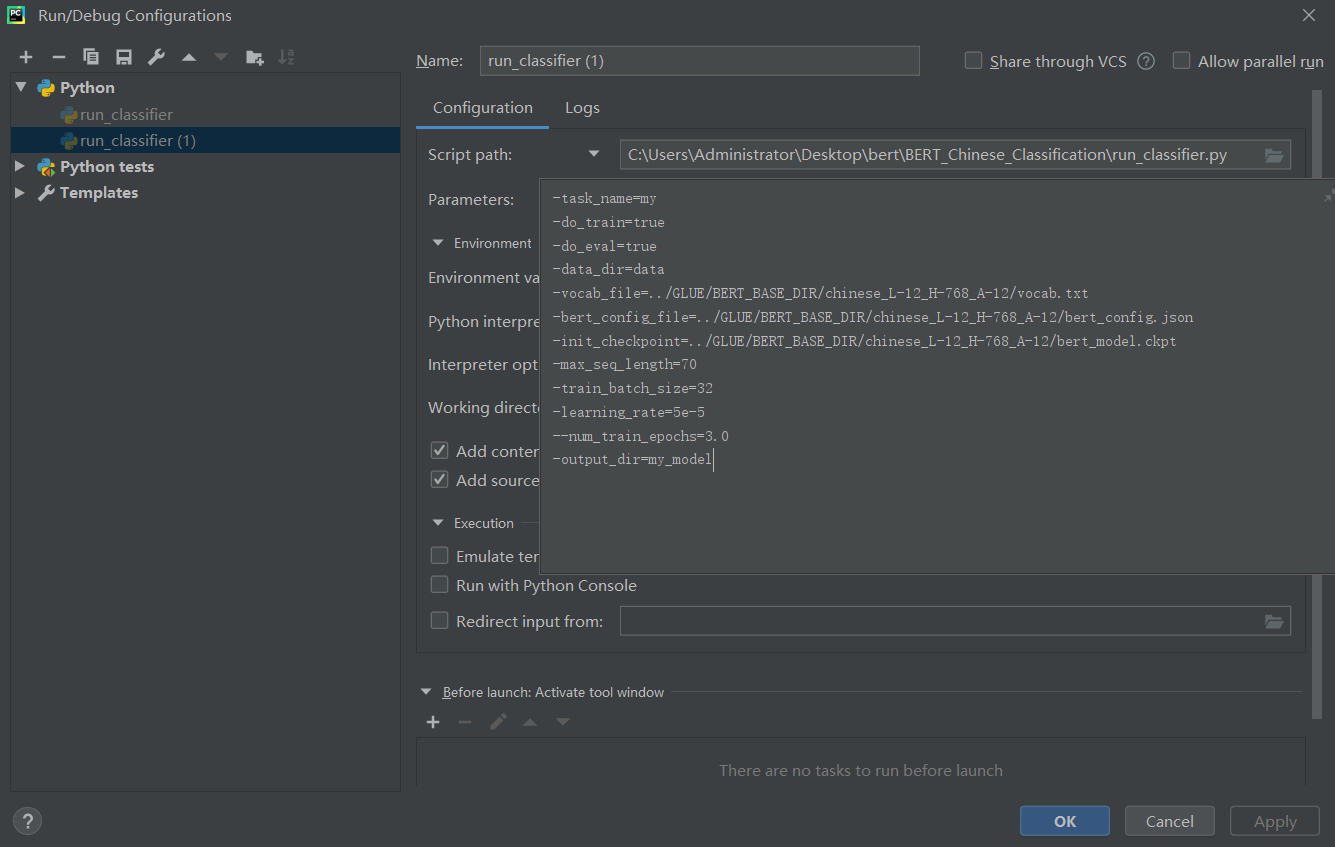 PC
Run/Debug Configurations
Name:
run_classifier (1)
Share through VCS
?
Allow parallel run
Python
run_classifier
run_classifier (1)
Python tests
Templates
Configuration
Logs
Script path:
C:\Users\Administrator\Desktop\bert\BERT_Chinese_Classification\run_classifier.py
Parameters:
-task_name=my
-do_train=true
-do_eval=true
-data_dir=data
-vocab_file=../GLUE/BERT_BASE_DIR/chinese_L-12_H-768_A-12/vocab.txt
-bert_config_file=../GLUE/BERT_BASE_DIR/chinese_L-12_H-768_A-12/bert_config.json
-init_checkpoint=../GLUE/BERT_BASE_DIR/chinese_L-12_H-768_A-12/bert_model.ckpt
-max_seq_length=70
-train_batch_size=32
-learning_rate=5e-5
--num_train_epochs=3.0
-output_dir=my_model
Environment
Environment va
Python interpre
Interpreter opt
Working direct
Add conter
Add source
Execution
Emulate ter
Run with Python Console
Redirect input from:
Before launch: Activate tool window
There are no tasks to run before launch
?
OK
Cancel
Apply